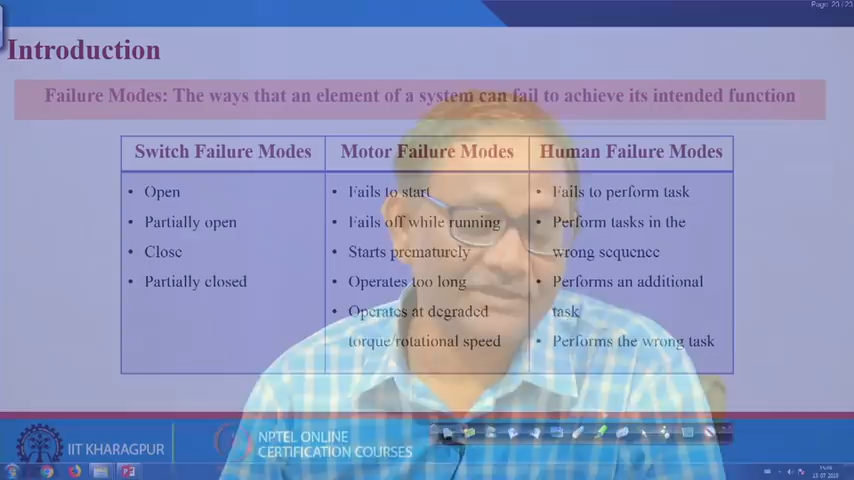 Page: 23 / 23
Introduction
Failure Modes: The ways that an element of a system can fail to achieve its intended function
Switch Failure Modes
• Open
• Partially open
• Close
• Partially closed
Motor Failure Modes
• Fails to start
• Fails off while running
• Starts prematurely
• Operates too long
• Operates at degraded
torque/rotational speed
Human Failure Modes
• Fails to perform task
• Perform tasks in the
wrong sequence
• Performs an additional
task
• Performs the wrong task
IIT KHARAGPUR
NPTEL ONLINE
CERTIFICATION COURSES